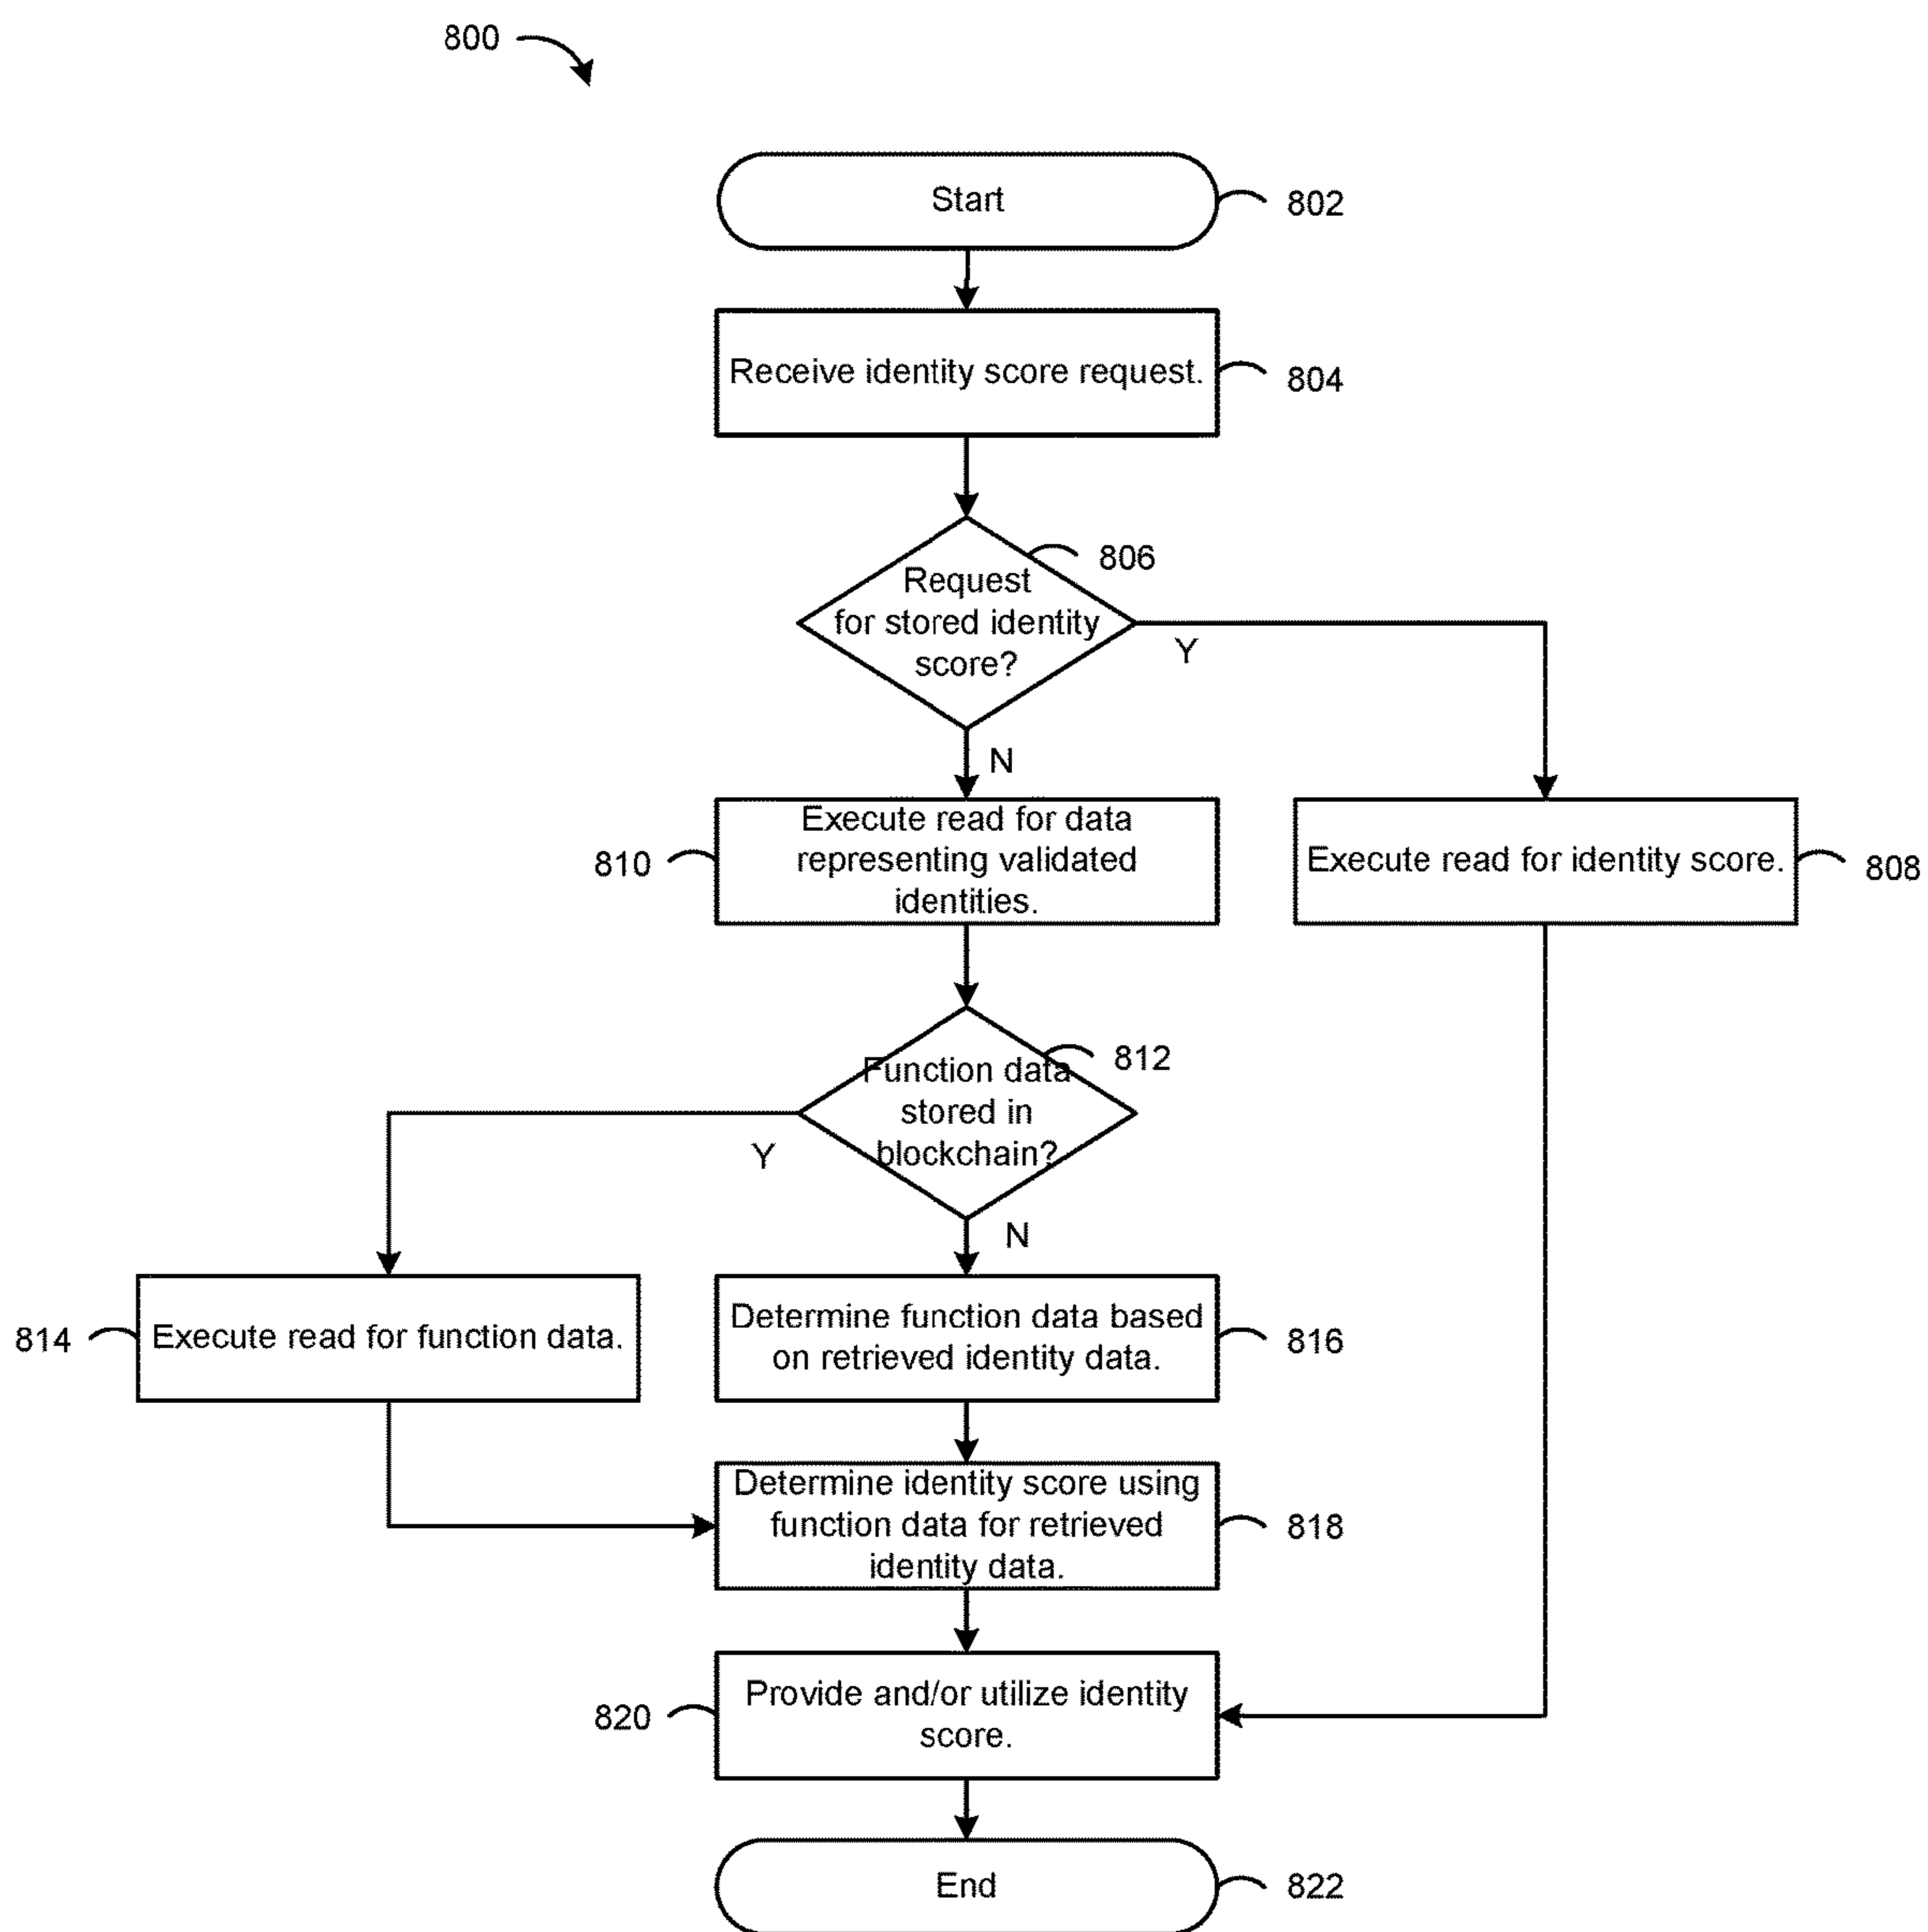 800
Start
802
Receive identity score request.
804
806
Request
for stored identity
score?
Y
N
Execute read for data
representing validated
identities.
810
Execute read for identity score.
808
812
Function data
stored in
blockchain?
Y
N
814
Execute read for function data.
Determine function data based
on retrieved identity data.
816
Determine identity score using
function data for retrieved
identity data.
818
Provide and/or utilize identity
score.
820
End
822